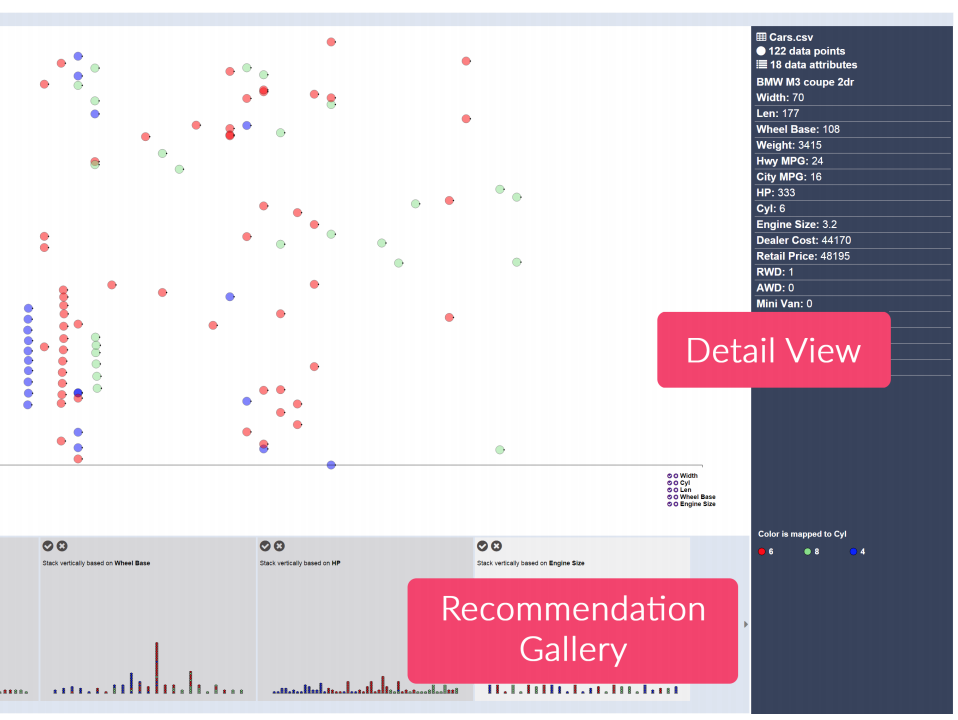 Cars.csv
122 data points
18 data attributes
BMW M3 coupe 2dr
Width: 70
Len: 177
Wheel Base: 108
Weight: 3415
Hwy MPG: 24
City MPG: 16
HP: 333
Cyl: 6
Engine Size: 3.2
Dealer Cost: 44170
Retail Price: 48195
RWD: 1
AWD: 0
Mini Van: 0
Detail View
Width
Cyl
Len
Wheel Base
Engine Size
Color is mapped to Cyl
6 8 4
Stack vertically based on Wheel Base
Stack vertically based on HP
Stack vertically based on Engine Size
Recommendation
Gallery